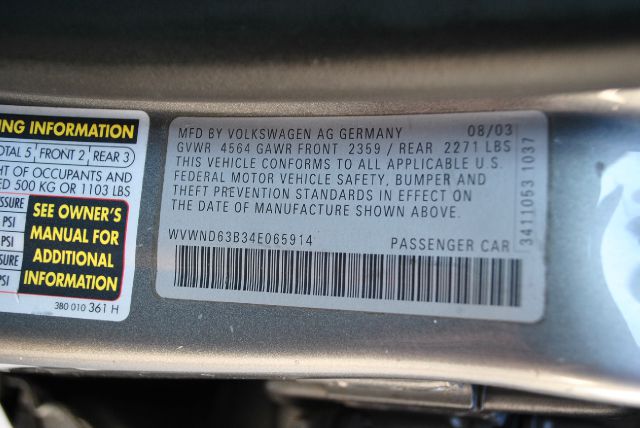 NG INFORMATION
OTAL 5 FRONT 2 REAR 3
HT OF OCCUPANTS AND
ED 500 KG OR 1103 LBS
SSURE
PSI
PSI
SSURE
PSI
SEE OWNER'S
MANUAL FOR
ADDITIONAL
INFORMATION
3B0 010 361 H
MFD BY VOLKSWAGEN AG GERMANY 08/03
GVWR 4564 GAWR FRONT 2359 / REAR 2271 LBS
THIS VEHICLE CONFORMS TO ALL APPLICABLE U.S.
FEDERAL MOTOR VEHICLE SAFETY, BUMPER AND
THEFT PREVENTION STANDARDS IN EFFECT ON
THE DATE OF MANUFACTURE SHOWN ABOVE.
WVWND63B34E065914 PASSENGER CAR
3411053 1037